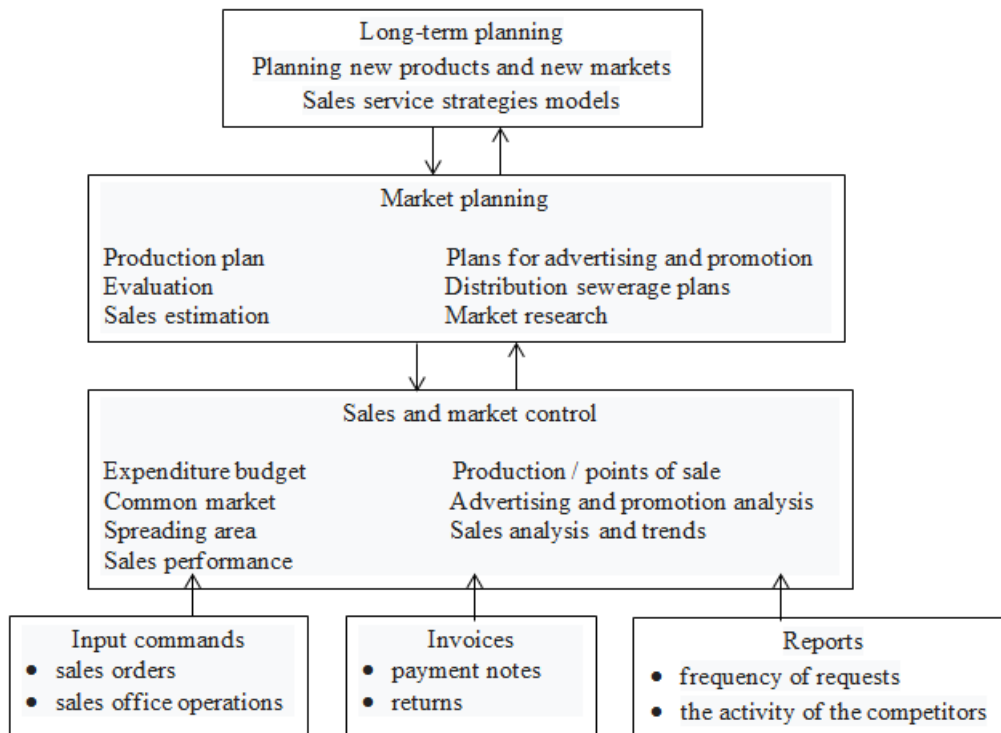 Long-term planning
Planning new products and new markets
Sales service strategies models
Market planning
Production plan
Evaluation
Sales estimation
Plans for advertising and promotion
Distribution sewerage plans
Market research
Sales and market control
Expenditure budget
Common market
Spreading area
Sales performance
Production / points of sale
Advertising and promotion analysis
Sales analysis and trends
Input commands
• sales orders
• sales office operations
Invoices
• payment notes
• returns
Reports
• frequency of requests
• the activity of the competitors